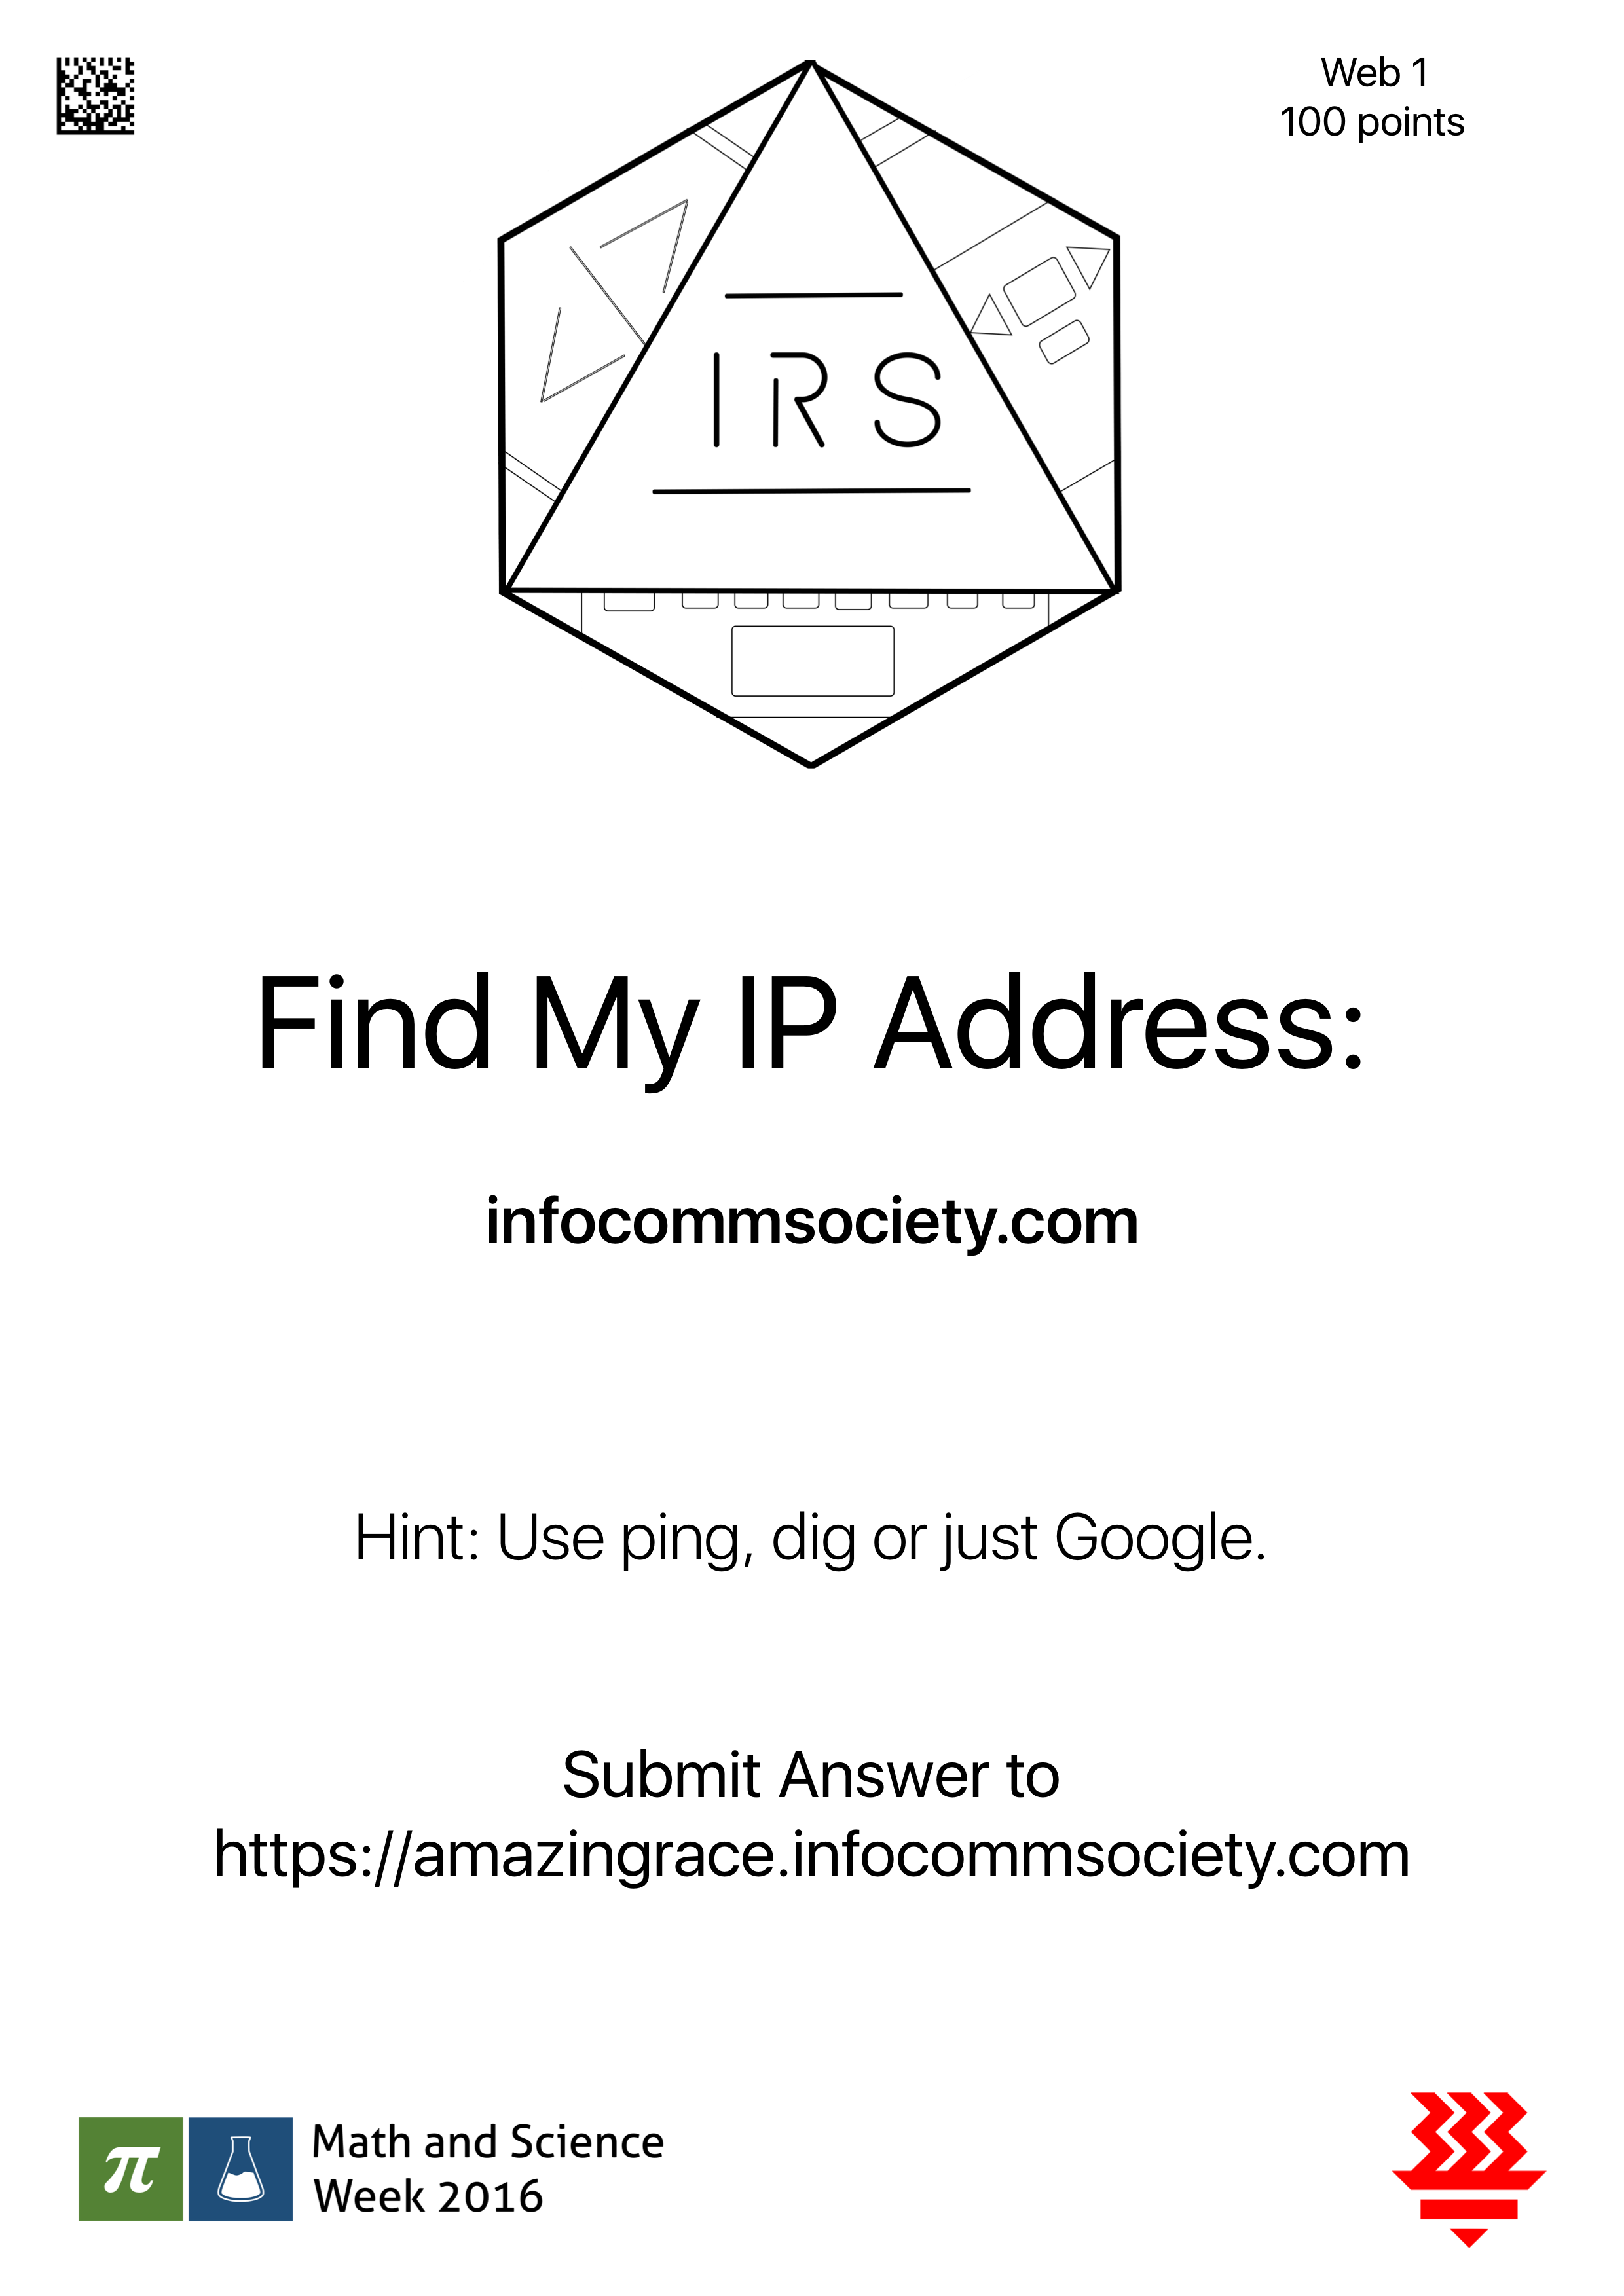 Web 1
100 points
IRS
Find My IP Address:
infocommsociety.com
Hint: Use ping, dig or just Google.
Submit Answer to
https://amazingrace.infocommsociety.com
π
Math and Science
Week 2016